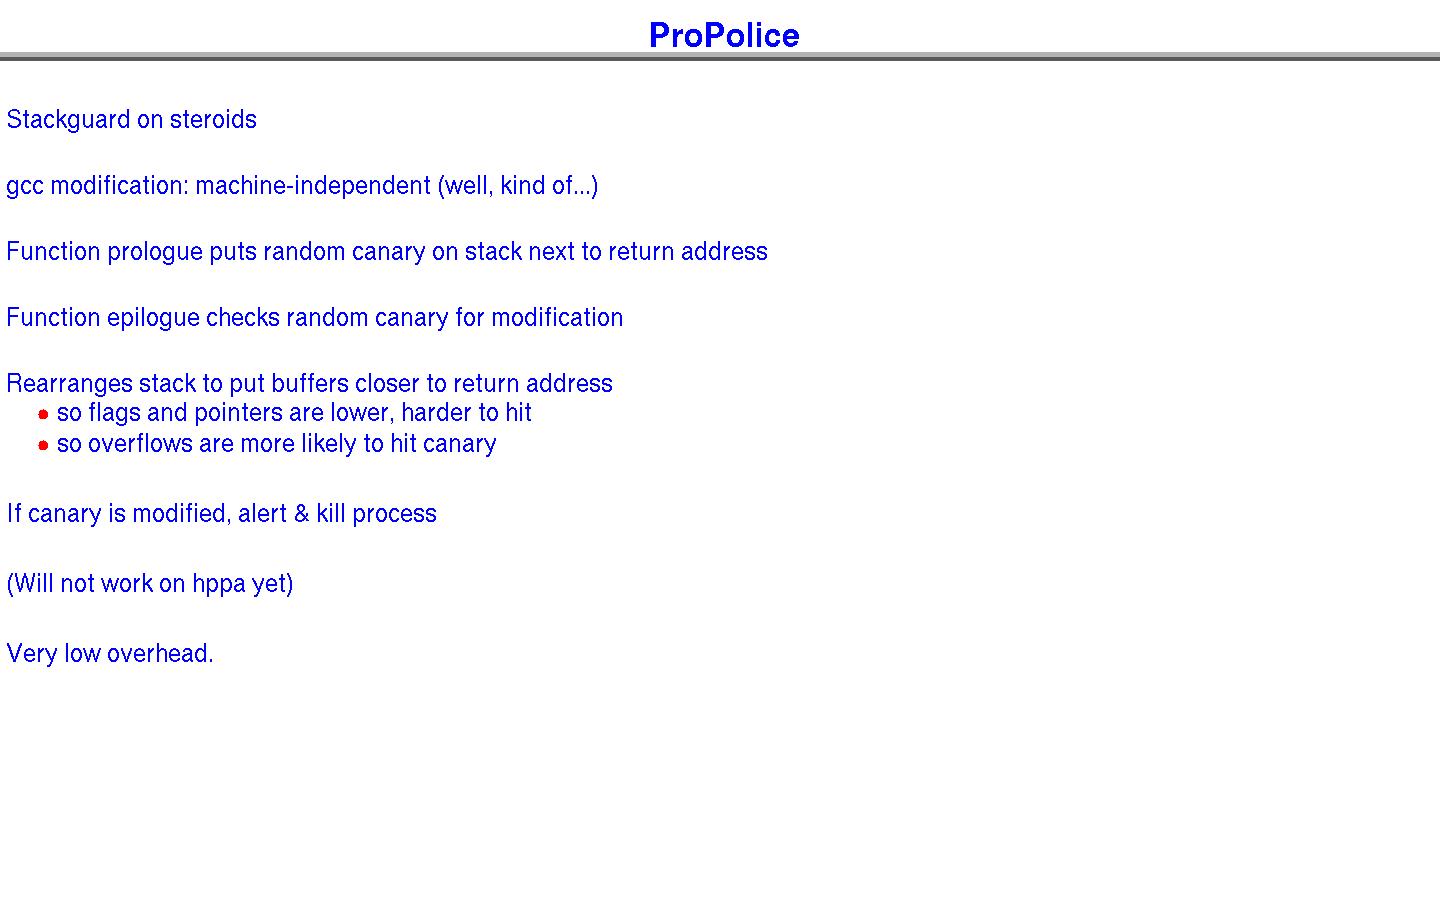 ProPolice
Stackguard on steroids
gcc modification: machine-independent (well, kind of...)
Function prologue puts random canary on stack next to return address
Function epilogue checks random canary for modification
Rearranges stack to put buffers closer to return address
• so flags and pointers are lower, harder to hit
• so overflows are more likely to hit canary
If canary is modified, alert & kill process
(Will not work on hppa yet)
Very low overhead.